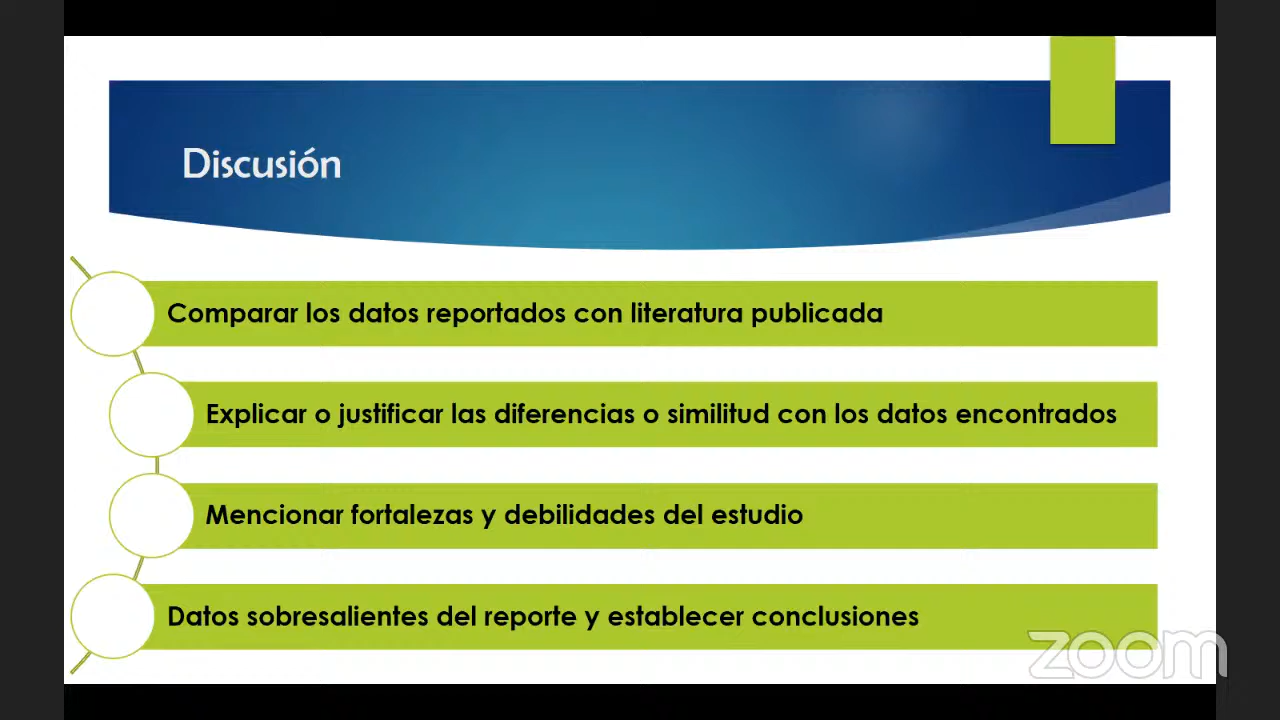 Discusión
Comparar los datos reportados con literatura publicada
Explicar o justificar las diferencias o similitud con los datos encontrados
Mencionar fortalezas y debilidades del estudio
Datos sobresalientes del reporte y establecer conclusiones
zoom